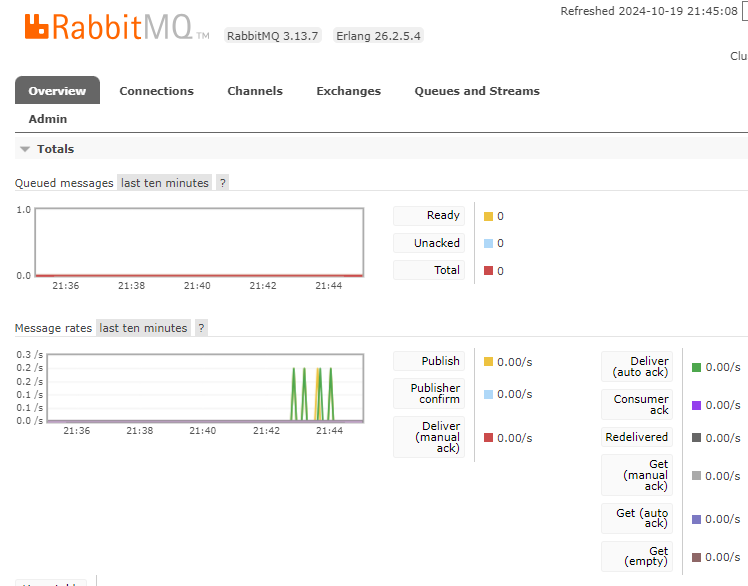 RabbitMQ TM RabbitMQ 3.13.7 Erlang 26.2.5.4
Refreshed 2024-10-19 21:45:08
Clu
Overview Connections Channels Exchanges Queues and Streams
Admin
Totals
Queued messages last ten minutes ?
1.0
0.0
21:36 21:38 21:40 21:42 21:44
Ready 0
Unacked 0
Total 0
Message rates last ten minutes ?
0.3 /s
0.2 /s
0.2 /s
0.1 /s
0.1 /s
0.0 /s
21:36 21:38 21:40 21:42 21:44
Publish 0.00/s
Publisher
confirm 0.00/s
Deliver
(manual
ack) 0.00/s
Deliver
(auto ack) 0.00/s
Consumer
ack 0.00/s
Redelivered 0.00/s
Get
(manual
ack) 0.00/s
Get (auto
ack) 0.00/s
Get
(empty) 0.00/s